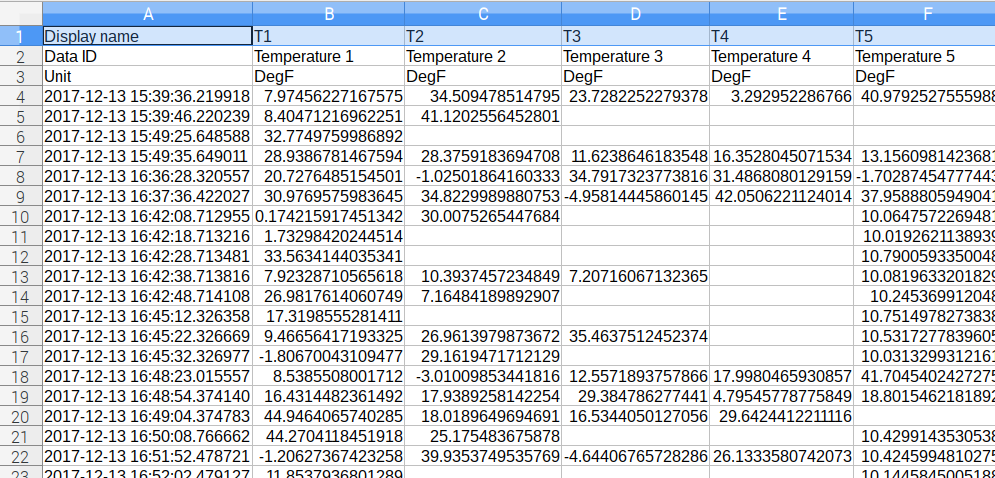 A B C D E F
1 Display name T1 T2 T3 T4 T5
2 Data ID Temperature 1 Temperature 2 Temperature 3 Temperature 4 Temperature 5
3 Unit DegF DegF DegF DegF DegF
4 2017-12-13 15:39:36.219918 7.97456227167575 34.509478514795 23.7282252279378 3.292952286766 40.9792527555988
5 2017-12-13 15:39:46.220239 8.40471216962251 41.1202556452801
6 2017-12-13 15:49:25.648588 32.7749759986892
7 2017-12-13 15:49:35.649011 28.9386781467594 28.3759183694708 11.6238646183548 16.3528045071534 13.1560981423681
8 2017-12-13 16:36:28.320557 20.7276485154501 -1.02501864160333 34.7917323773816 31.4868080129159 -1.70287454777443
9 2017-12-13 16:37:36.422027 30.9769575983645 34.8229989880753 -4.95814445860145 42.0506221124014 37.9588805949041
10 2017-12-13 16:42:08.712955 0.174215917451342 30.0075265447684 10.0647572269481
11 2017-12-13 16:42:18.713216 1.73298420244514 10.0192621138939
12 2017-12-13 16:42:28.713481 33.5634144035341 10.7900593350048
13 2017-12-13 16:42:38.713816 7.92328710565618 10.3937457234849 7.20716067132365 10.0819633201829
14 2017-12-13 16:42:48.714108 26.9817614060749 7.16484189892907 10.245369912048
15 2017-12-13 16:45:12.326358 17.3198555281411 10.7514978273838
16 2017-12-13 16:45:22.326669 9.46656417193325 26.9613979873672 35.4637512452374 10.5317277839605
17 2017-12-13 16:45:32.326977 -1.80670043109477 29.1619471712129 10.0313299312161
18 2017-12-13 16:48:23.015557 8.5385508001712 -3.01009853441816 12.5571893757866 17.9980465930857 41.7045402427275
19 2017-12-13 16:48:54.374140 16.4314482361492 17.9389258142254 29.384786277441 4.79545778775849 18.8015462181892
20 2017-12-13 16:49:04.374783 44.9464065740285 18.0189649694691 16.5344050127056 29.6424412211116
21 2017-12-13 16:50:08.766662 44.2704118451918 25.175483675878 10.4299143530538
22 2017-12-13 16:51:52.478721 -1.20627367423258 39.9353749535769 -4.64406765728286 26.1333580742073 10.4245994810275
23 2017-12-13 16:52:02.479127 11.8537936801289 10.1445845005188